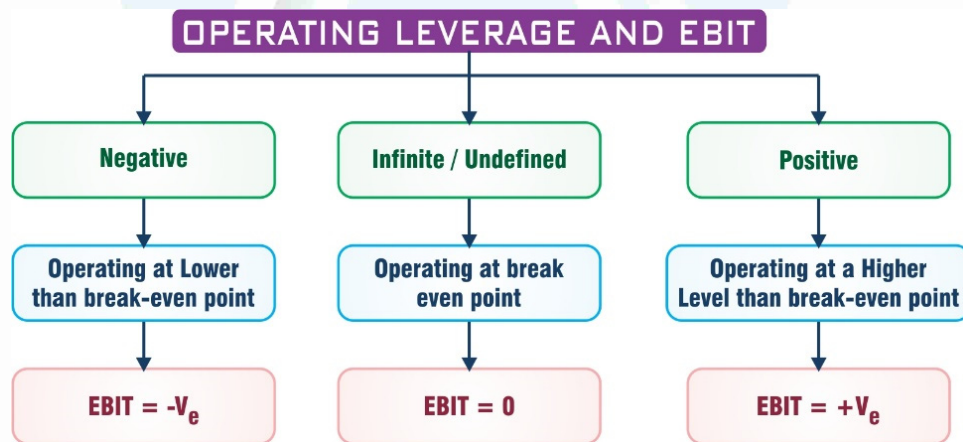 OPERATING LEVERAGE AND EBIT
Negative
Infinite / Undefined
Positive
Operating at Lower
than break-even point
Operating at break
even point
Operating at a Higher
Level than break-even point
EBIT = -Ve
EBIT = 0
EBIT = +Ve